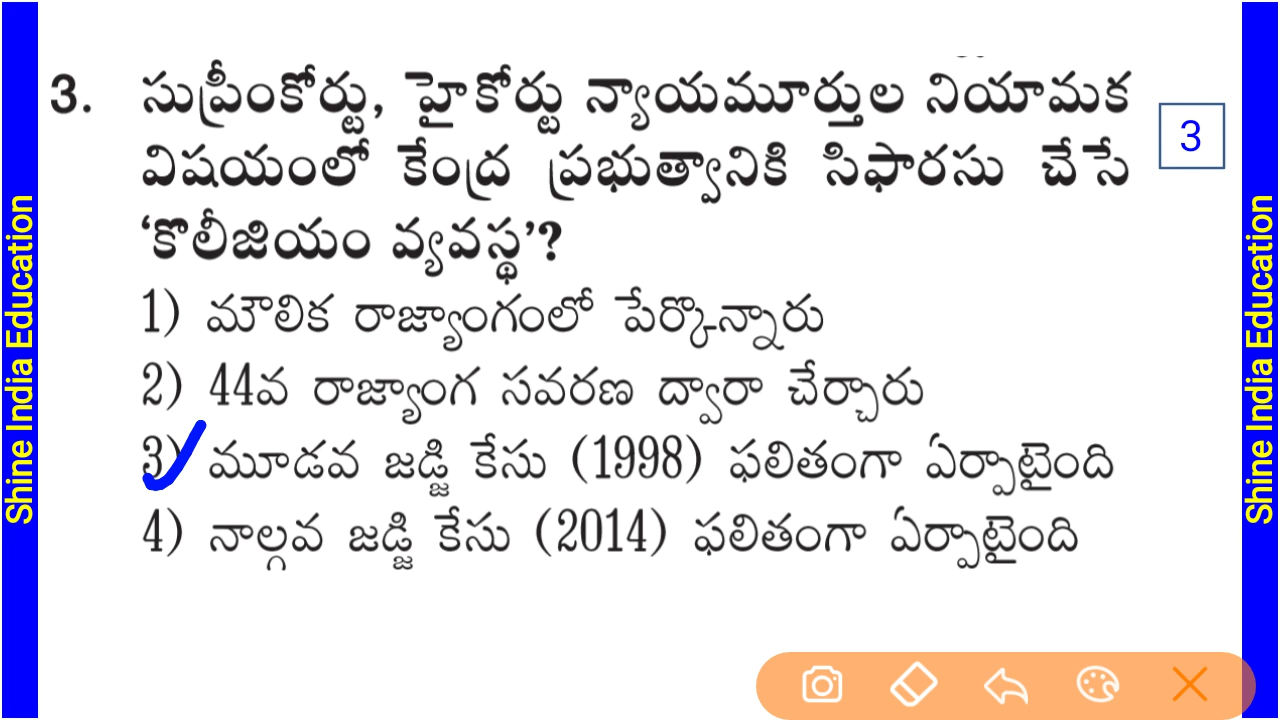 Shine India Education
3. సుప్రీంకోర్టు, హైకోర్టు న్యాయమూర్తుల నియామక
విషయంలో కేంద్ర ప్రభుత్వానికి సిఫారసు చేసే
‘కొలీజియం వ్యవస్థ’?
3
1) మౌలిక రాజ్యాంగంలో పేర్కొన్నారు
2) 44వ రాజ్యాంగ సవరణ ద్వారా చేర్చారు
3) మూడవ జడ్జి కేసు (1998) ఫలితంగా ఏర్పాటైంది
4) నాల్గవ జడ్జి కేసు (2014) ఫలితంగా ఏర్పాటైంది
Shine India Education